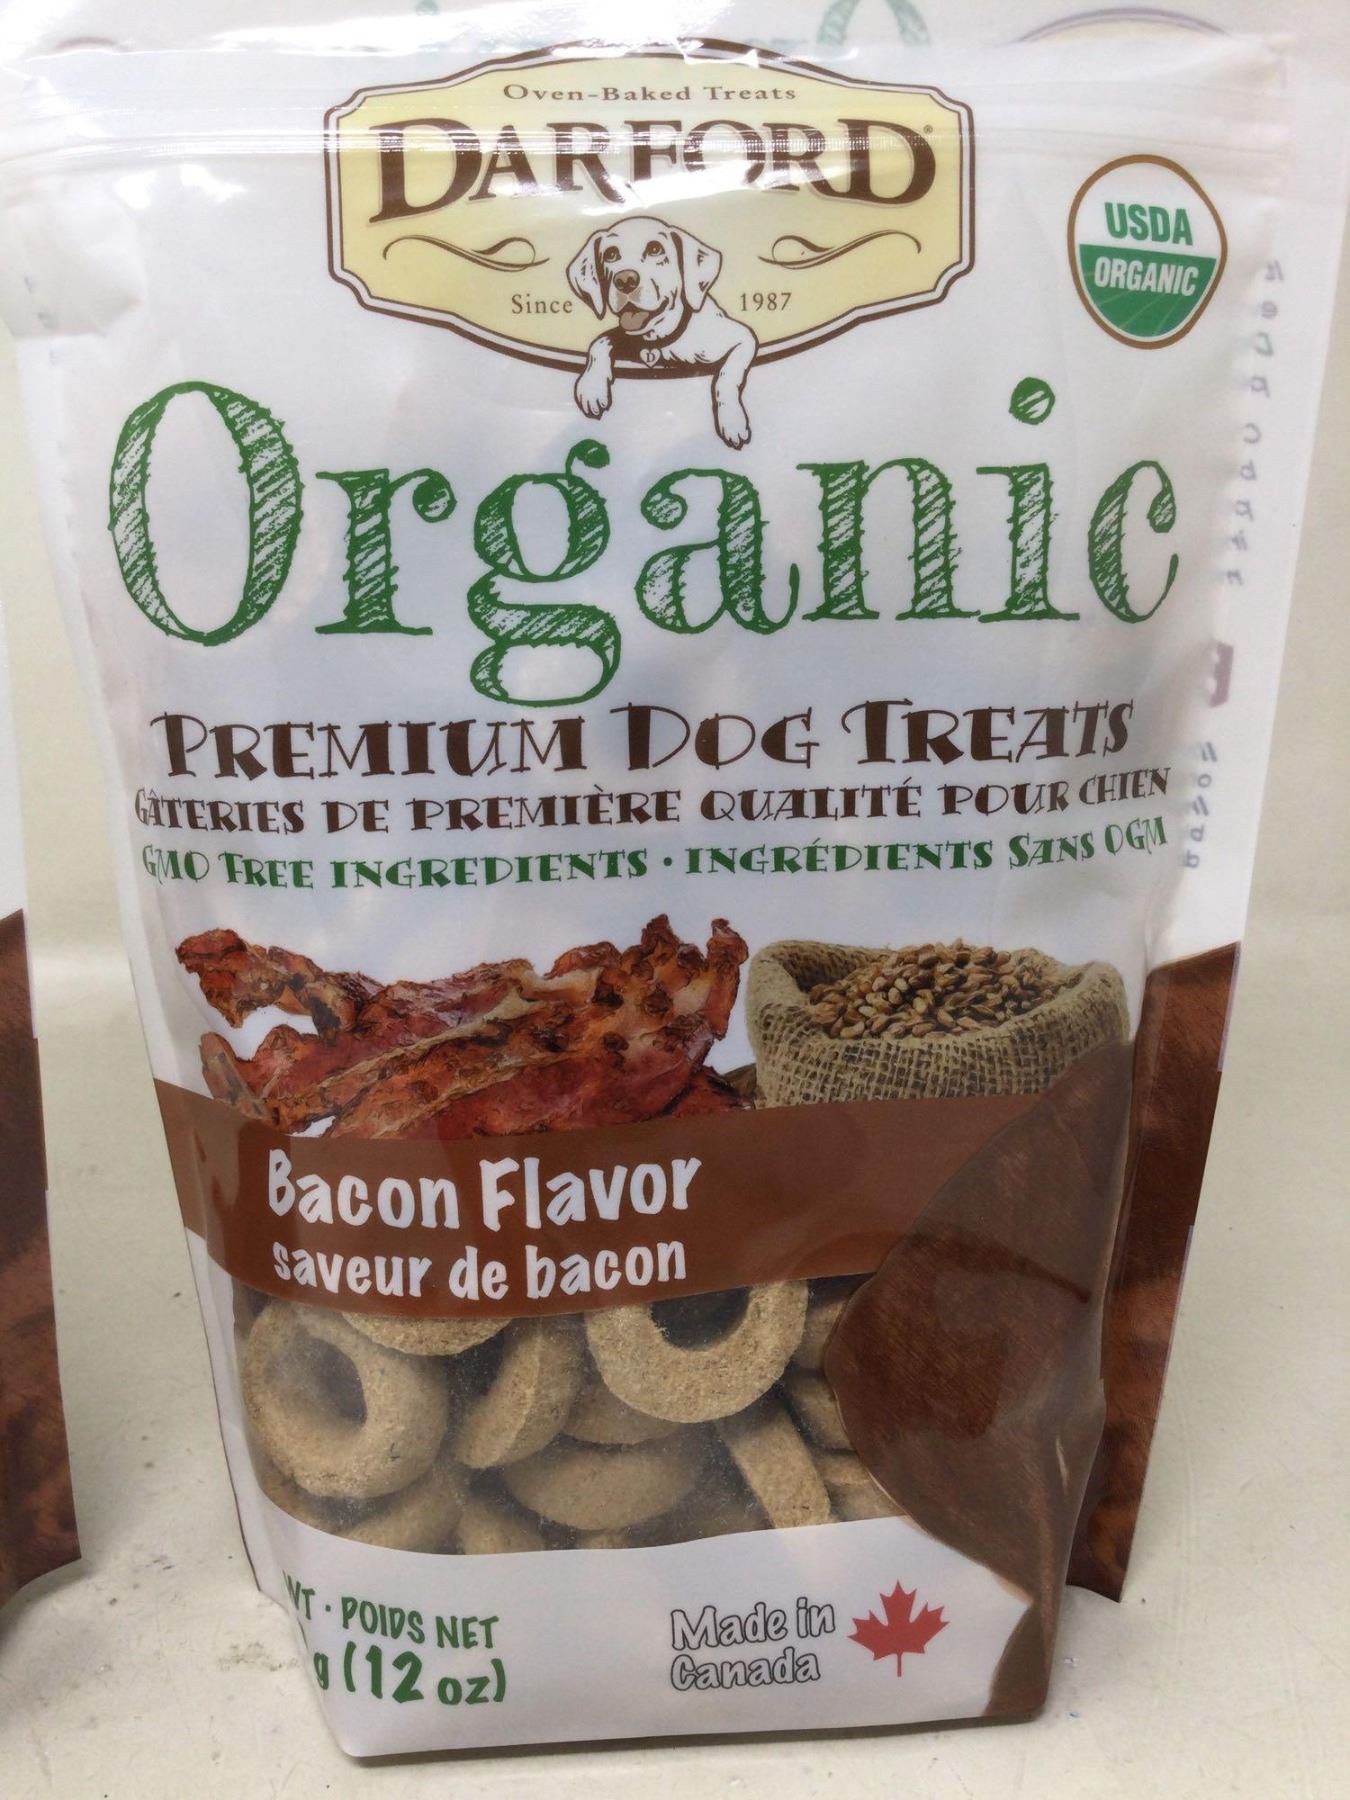 Oven-Baked Treats
DARFORD®
Since 1987
D
USDA
ORGANIC
Organic
PREMIUM DOG TREATS
GÂTERIES DE PREMIÈRE QUALITÉ POUR CHIEN
GMO FREE INGREDIENTS · INGRÉDIENTS SANS OGM
Bacon Flavor
saveur de bacon
WT · POIDS NET
g (12 oz)
Made in
Canada